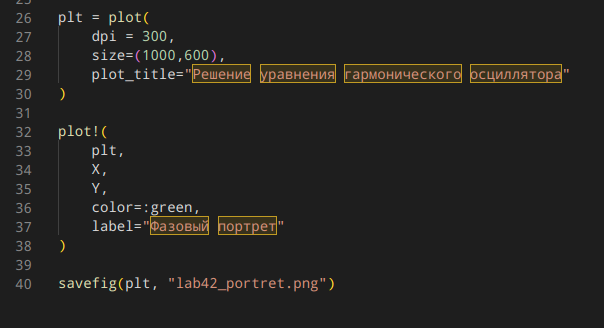 25
26 plt = plot(
27 dpi = 300,
28 size=(1000,600),
29 plot_title="Решение уравнения гармонического осциллятора"
30 )
31
32 plot!(
33 plt,
34 X,
35 Y,
36 color=:green,
37 label="Фазовый портрет"
38 )
39
40 savefig(plt, "lab42_portret.png")